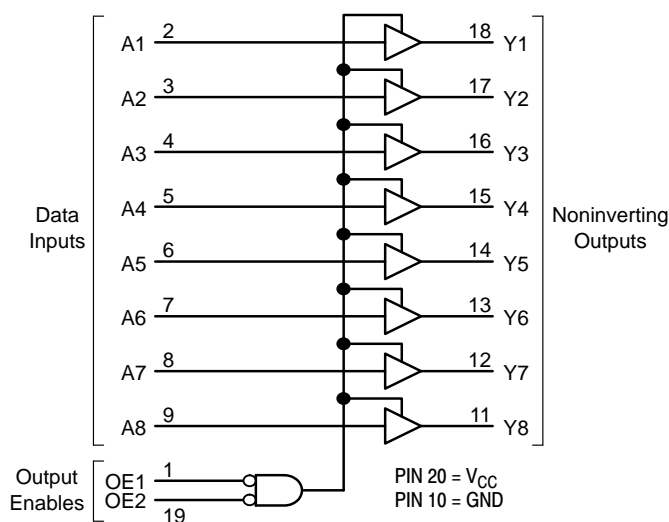 A1 2 18 Y1
A2 3 17 Y2
A3 4 16 Y3
A4 5 15 Y4
Data
Inputs
Noninverting
Outputs
A5 6 14 Y5
A6 7 13 Y6
A7 8 12 Y7
A8 9 11 Y8
Output
Enables
OE1 1
OE2
19
PIN 20 = VCC
PIN 10 = GND